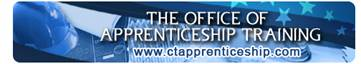 THE OFFICE OF
APPRENTICESHIP TRAINING
www.ctapprenticeship.com